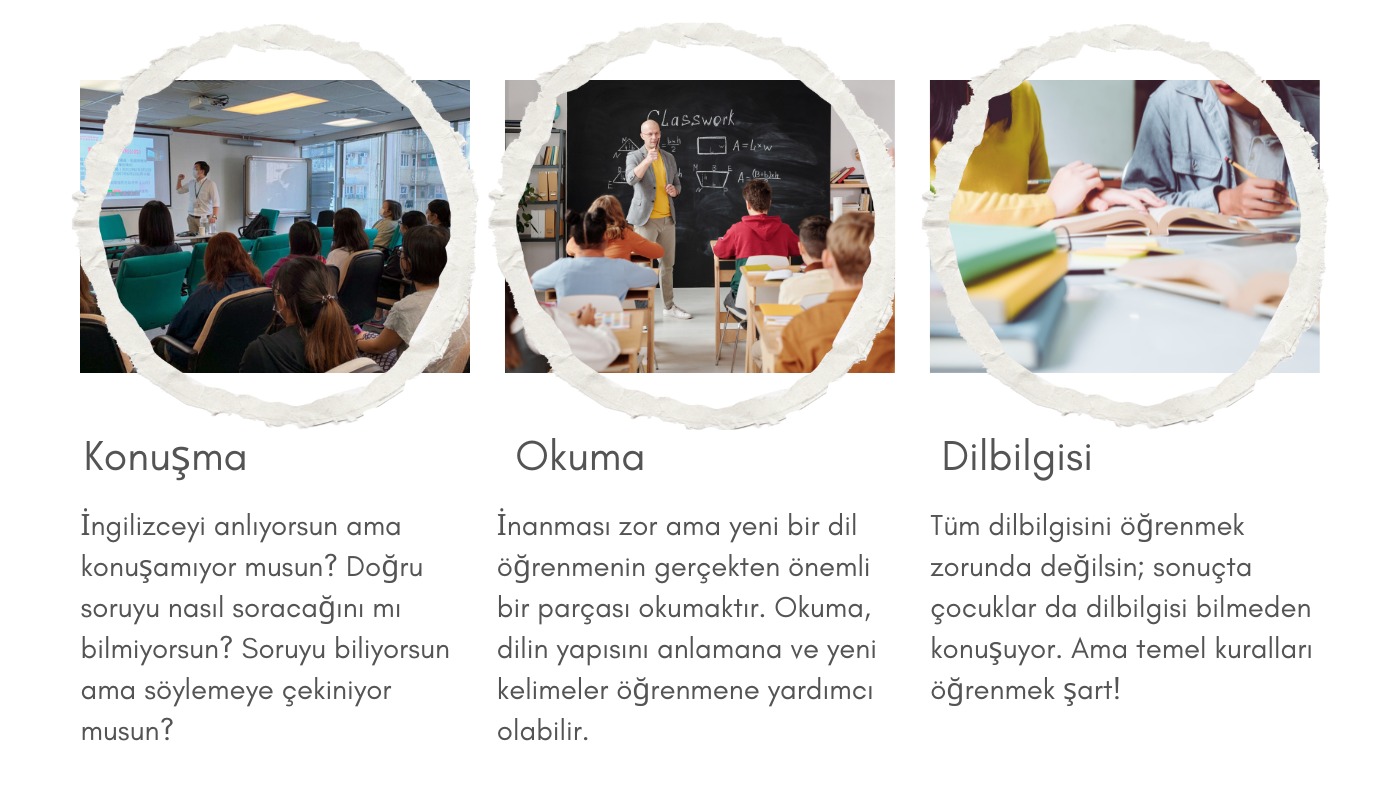 Classwork
A=L×w
Konuşma
İngilizceyi anlıyorsun ama
konuşamıyor musun? Doğru
soruyu nasıl soracağını mı
bilmiyorsun? Soruyu biliyorsun
ama söylemeye çekiniyor
musun?
Okuma
İnanması zor ama yeni bir dil
öğrenmenin gerçekten önemli
bir parçası okumaktır. Okuma,
dilin yapısını anlamana ve yeni
kelimeler öğrenmene yardımcı
olabilir.
Dilbilgisi
Tüm dilbilgisini öğrenmek
zorunda değilsin; sonuçta
çocuklar da dilbilgisi bilmeden
konuşuyor. Ama temel kuralları
öğrenmek şart!